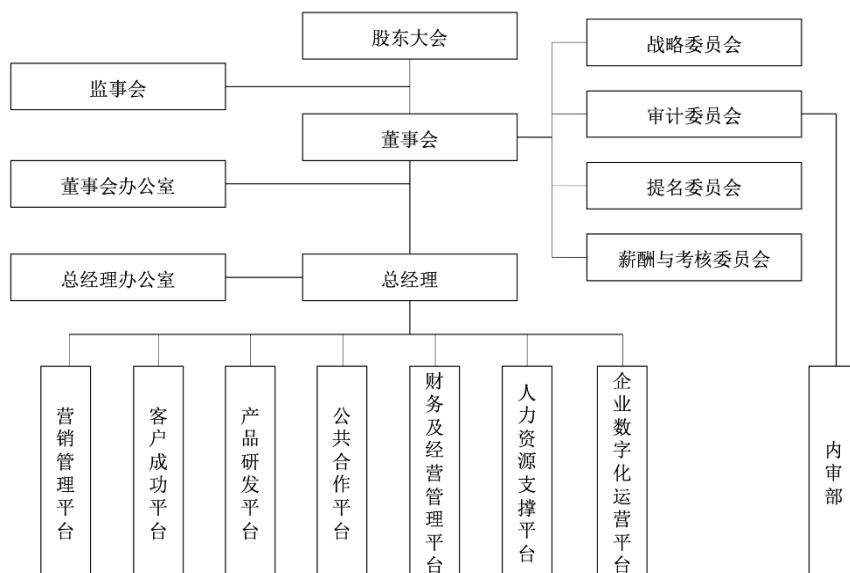 股东大会
战略委员会
监事会
审计委员会
董事会
董事会办公室
提名委员会
薪酬与考核委员会
总经理办公室
总经理
营销管理平台
客户成功平台
产品研发平台
公共合作平台
财务及经营管理平台
人力资源支撑平台
企业数字化运营平台
内审部